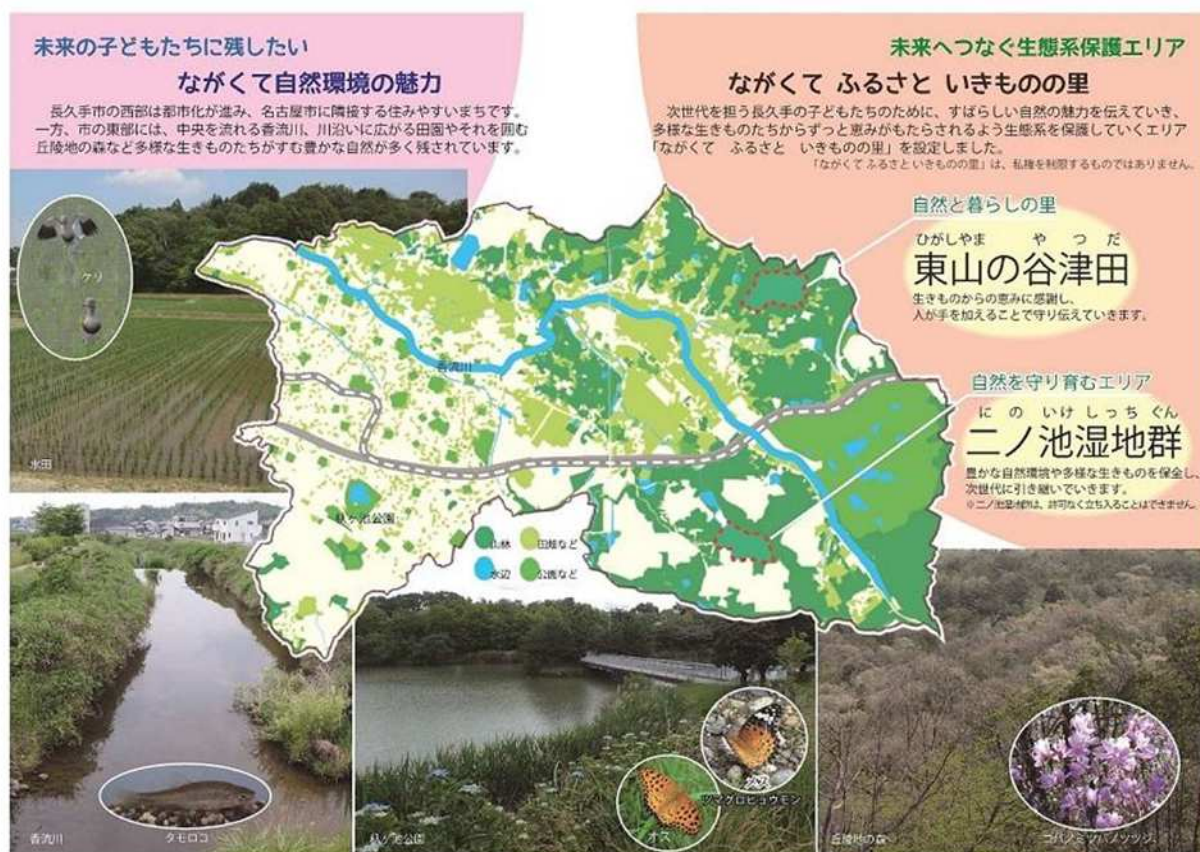 未来の子どもたちに残したい
ながくて自然環境の魅力
長久手市の西部は都市化が進み、名古屋市に隣接する住みやすいまちです。
一方、市の東部には、中央を流れる香流川、川沿いに広がる田園やそれを囲む
丘陵地の森など多様な生きものたちがすむ豊かな自然が多く残されています。
未来へつなぐ生態系保護エリア
ながくて ふるさと いきものの里
次世代を担う長久手の子どもたちのために、すばらしい自然の魅力を伝えていき、
多様な生きものたちからずっと恵みがもたらされるよう生態系を保護していくエリア
「ながくて ふるさと いきものの里」を設定しました。
「ながくて ふるさと いきものの里」は、私権を制限するものではありません。
自然と暮らしの里
ひがしやま や つ だ
東山の谷津田
生きものからの恵みに感謝し、
人が手を加えることで守り伝えていきます。
自然を守り育むエリア
に の いけ しっち ぐん
二ノ池湿地群
豊かな自然環境や多様な生きものを保全し、
次世代に引き継いでいきます。
※二ノ池湿地群は、許可なく立ち入ることはできません。
ケリ
水田
香流川
杁ヶ池公園
山林
田畑など
水辺
公園など
香流川
タモロコ
杁ヶ池公園
メス
ツマグロヒョウモン
オス
丘陵地の森
コバノミツバノツツジ